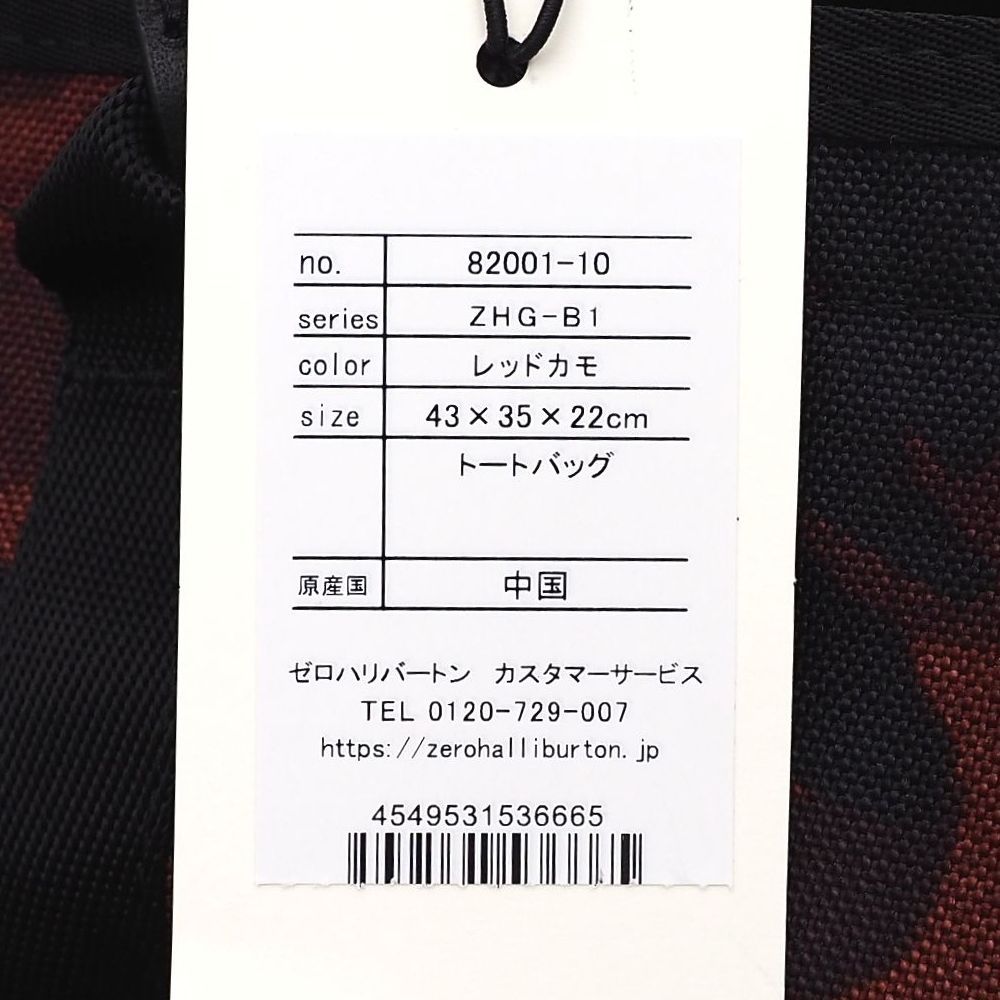 no. 82001-10
series ZHG-B1
color レッドカモ
size 43×35×22cm
トートバッグ
原産国 中国
ゼロハリバートン カスタマーサービス
TEL 0120-729-007
https://zerohalliburton.jp
4549531536665